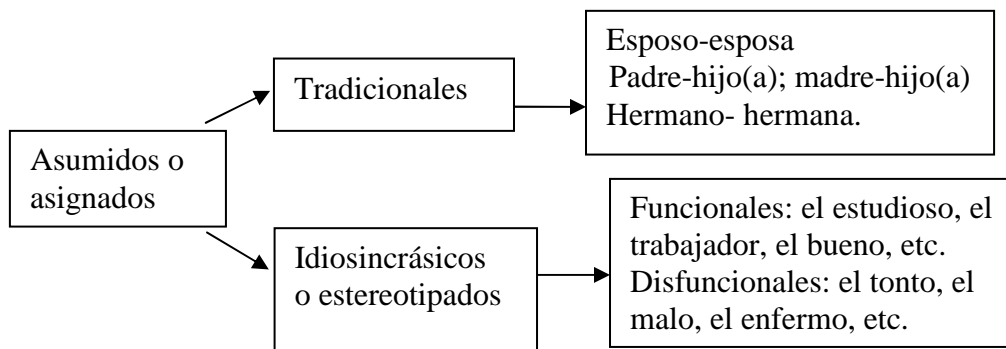 Asumidos o
asignados
Tradicionales
Esposo-esposa
Padre-hijo(a); madre-hijo(a)
Hermano- hermana.
Idiosincrásicos
o estereotipados
Funcionales: el estudioso, el
trabajador, el bueno, etc.
Disfuncionales: el tonto, el
malo, el enfermo, etc.